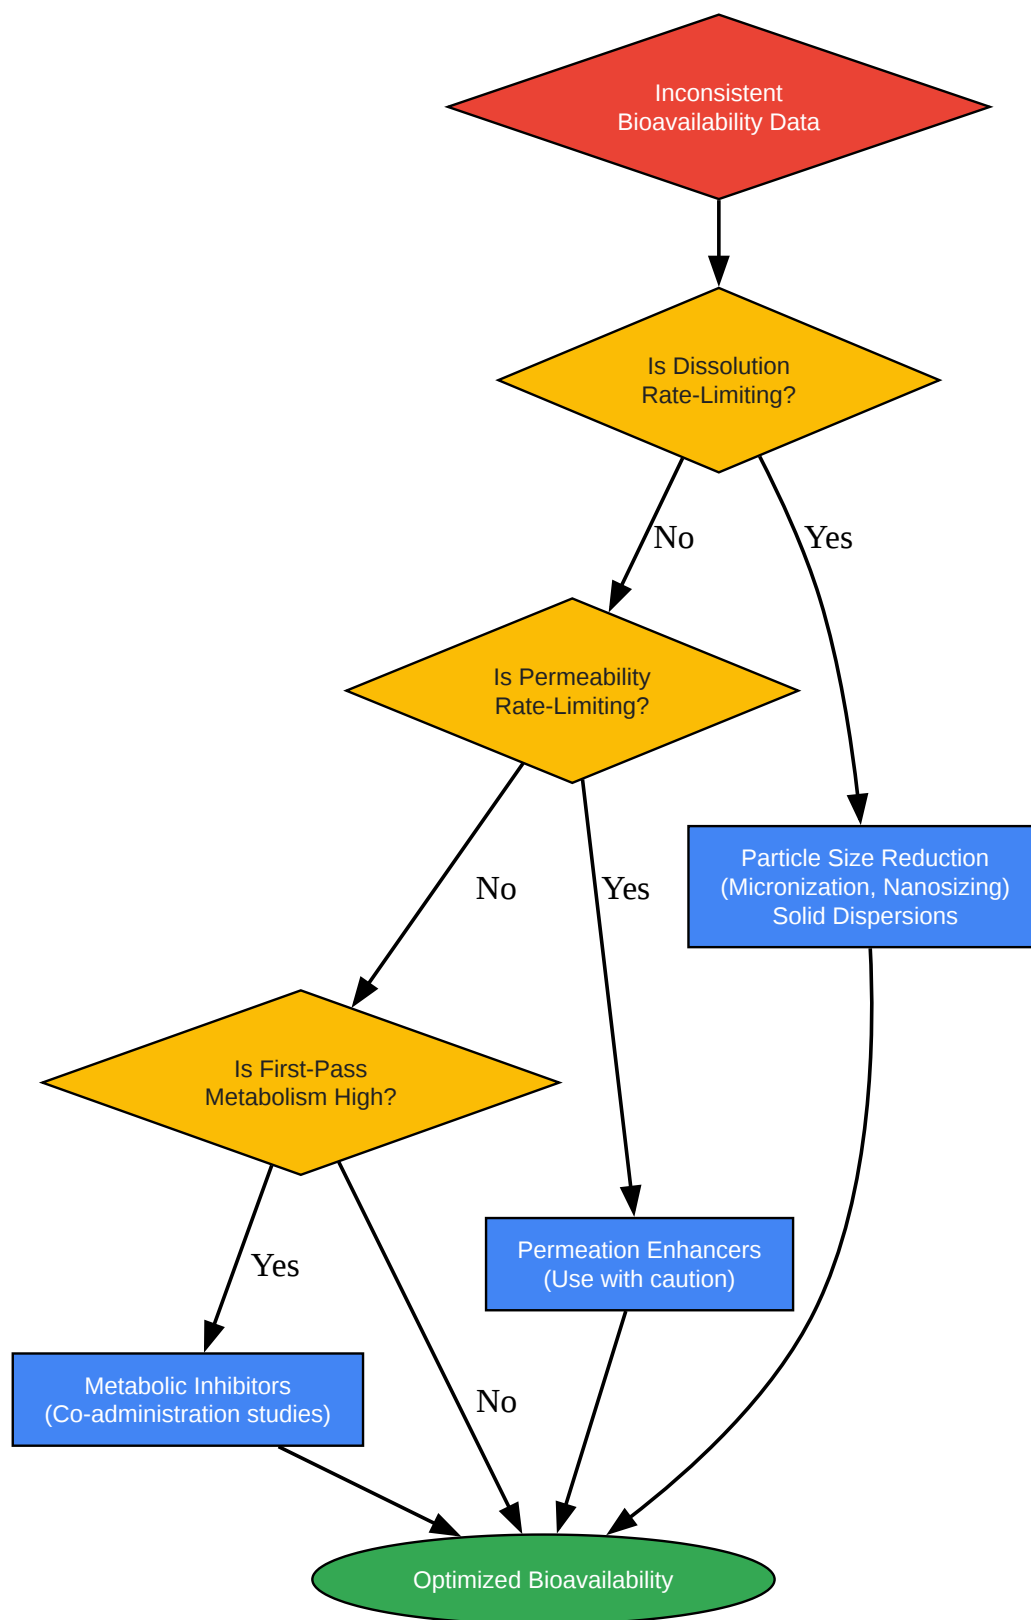 Inconsistent
Bioavailability Data
Is Dissolution
Rate-Limiting?
No
Yes
Is Permeability
Rate-Limiting?
No
Yes
Particle Size Reduction
(Micronization, Nanosizing)
Solid Dispersions
Is First-Pass
Metabolism High?
Yes
No
Permeation Enhancers
(Use with caution)
Metabolic Inhibitors
(Co-administration studies)
Optimized Bioavailability